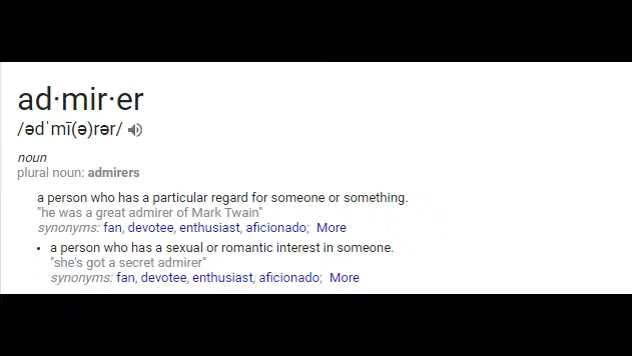 ad·mir·er
/ədˈmī(ə)rər/
noun
plural noun: admirers
a person who has a particular regard for someone or something.
"he was a great admirer of Mark Twain"
synonyms: fan, devotee, enthusiast, aficionado; More
• a person who has a sexual or romantic interest in someone.
"she's got a secret admirer"
synonyms: fan, devotee, enthusiast, aficionado; More